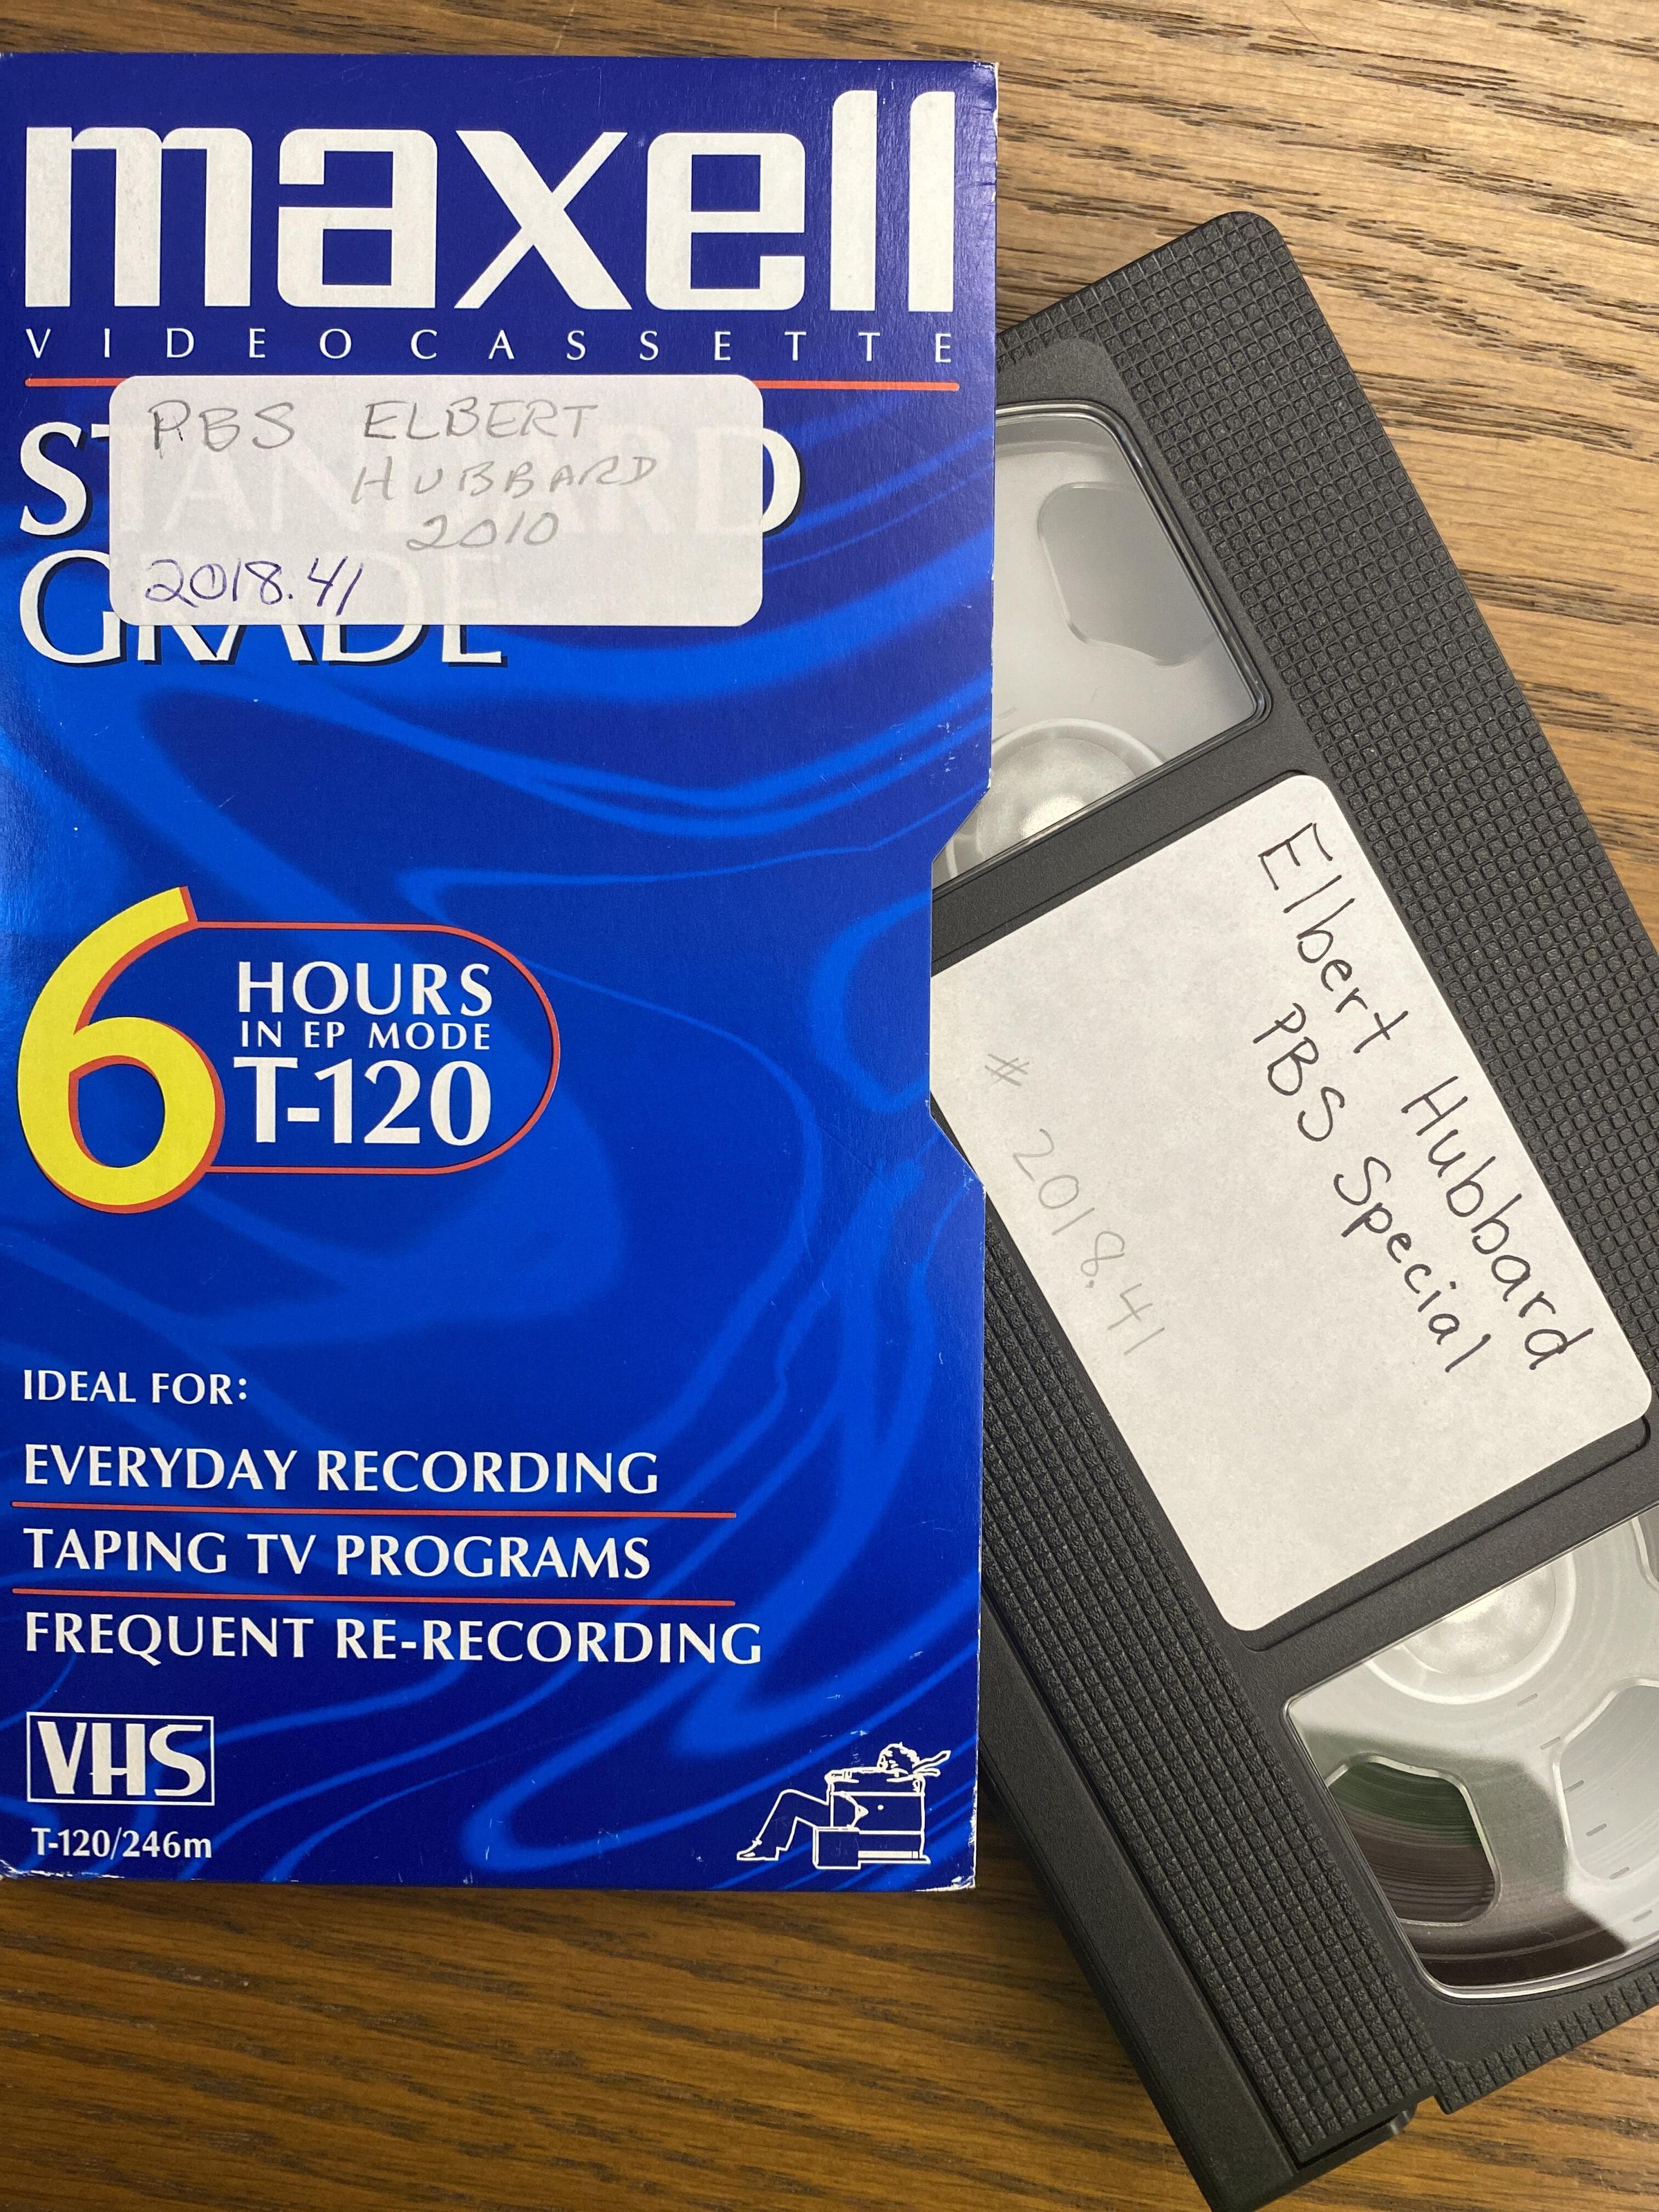 maxell
VIDEOCASSETTE
STANDARD
GRADE
PBS ELBERT
HUBBARD
2010
2018.41
6 HOURS
IN EP MODE
T-120
IDEAL FOR:
EVERYDAY RECORDING
TAPING TV PROGRAMS
FREQUENT RE-RECORDING
VHS
T-120/246m
Elbert Hubbard
PBS Special
# 2018.41